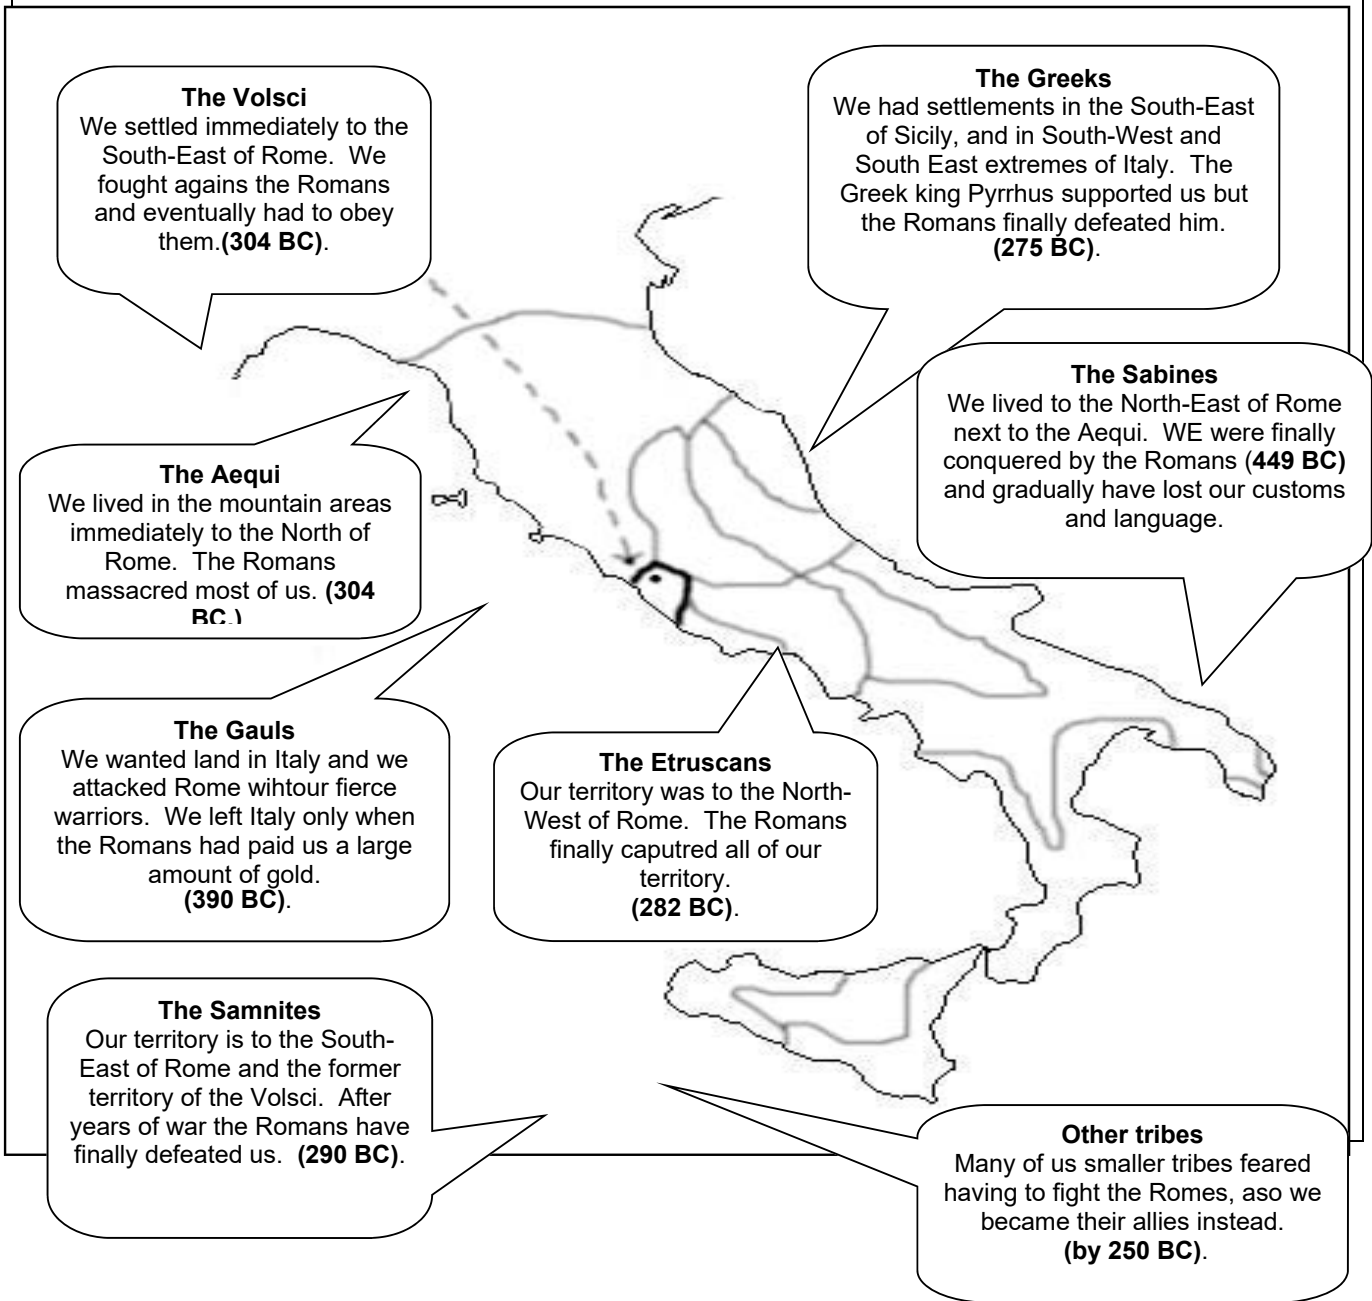 The Volsci
We settled immediately to the
South-East of Rome.  We
fought agains the Romans
and eventually had to obey
them.(304 BC).
The Greeks
We had settlements in the South-East
of Sicily, and in South-West and
South East extremes of Italy.  The
Greek king Pyrrhus supported us but
the Romans finally defeated him.
(275 BC).
The Sabines
We lived to the North-East of Rome
next to the Aequi.  WE were finally
conquered by the Romans (449 BC)
and gradually have lost our customs
and language.
The Aequi
We lived in the mountain areas
immediately to the North of
Rome.  The Romans
massacred most of us. (304
BC.)
The Gauls
We wanted land in Italy and we
attacked Rome wihtour fierce
warriors.  We left Italy only when
the Romans had paid us a large
amount of gold.
(390 BC).
The Etruscans
Our territory was to the North-
West of Rome.  The Romans
finally caputred all of our
territory.
(282 BC).
The Samnites
Our territory is to the South-
East of Rome and the former
territory of the Volsci.  After
years of war the Romans have
finally defeated us.  (290 BC).
Other tribes
Many of us smaller tribes feared
having to fight the Romes, aso we
became their allies instead.
(by 250 BC).